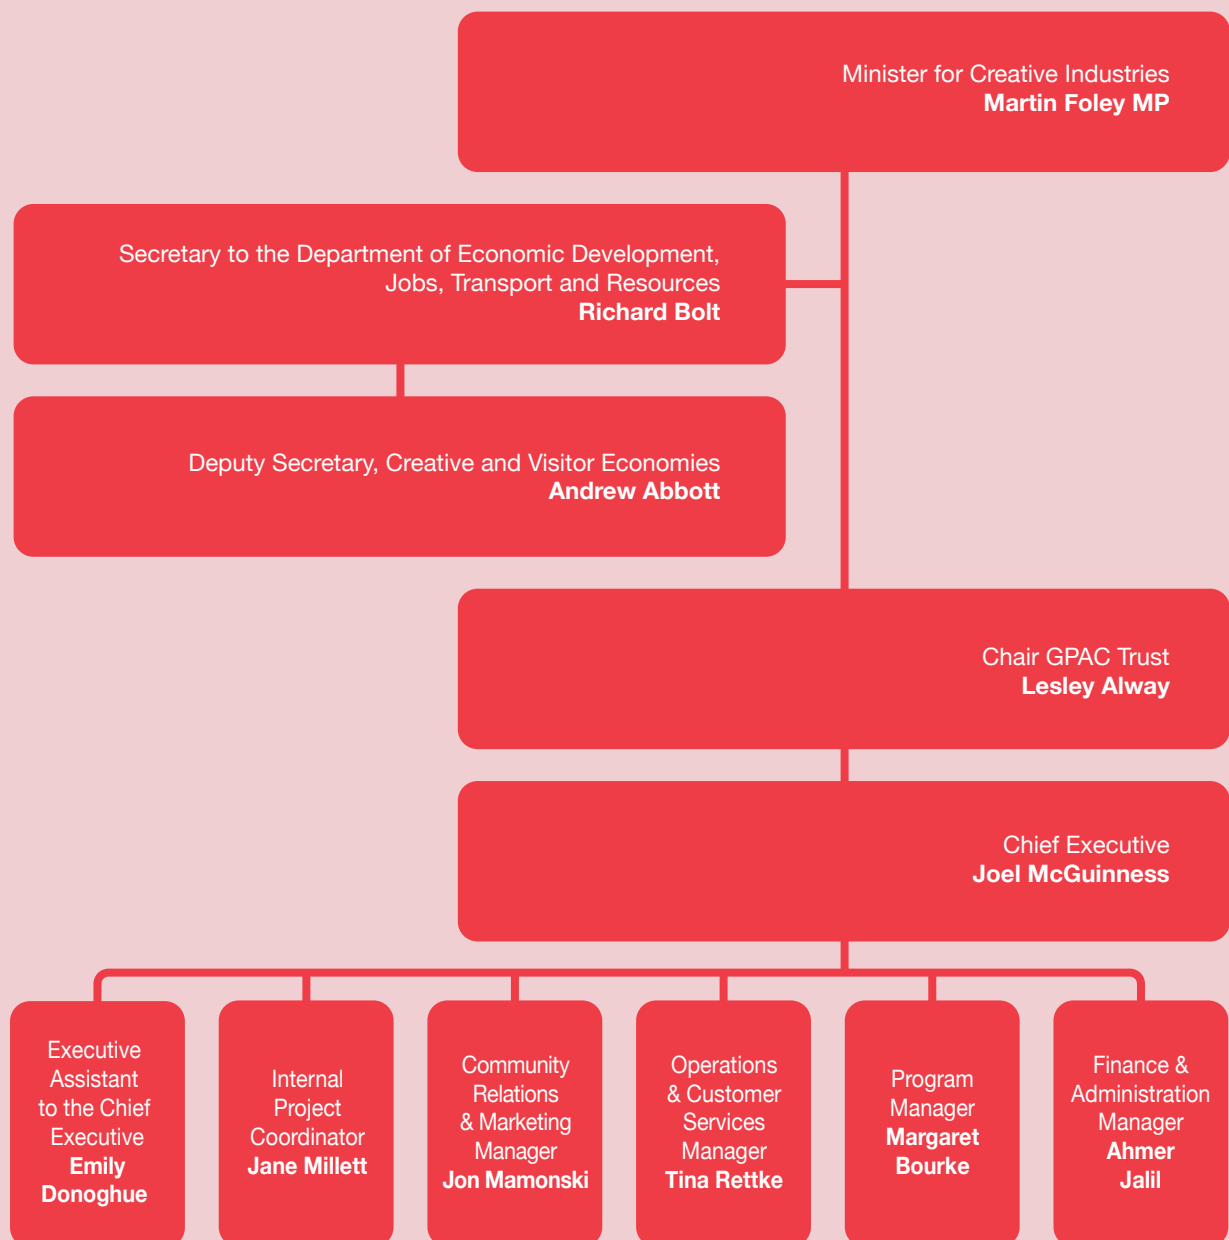 Minister for Creative Industries
Martin Foley MP
Secretary to the Department of Economic Development,
Jobs, Transport and Resources
Richard Bolt
Deputy Secretary, Creative and Visitor Economies
Andrew Abbott
Chair GPAC Trust
Lesley Alway
Chief Executive
Joel McGuinness
Executive
Assistant
to the Chief
Executive
Emily
Donoghue
Internal
Project
Coordinator
Jane Millett
Community
Relations
& Marketing
Manager
Jon Mamonski
Operations
& Customer
Services
Manager
Tina Rettke
Program
Manager
Margaret
Bourke
Finance &
Administration
Manager
Ahmer
Jalil